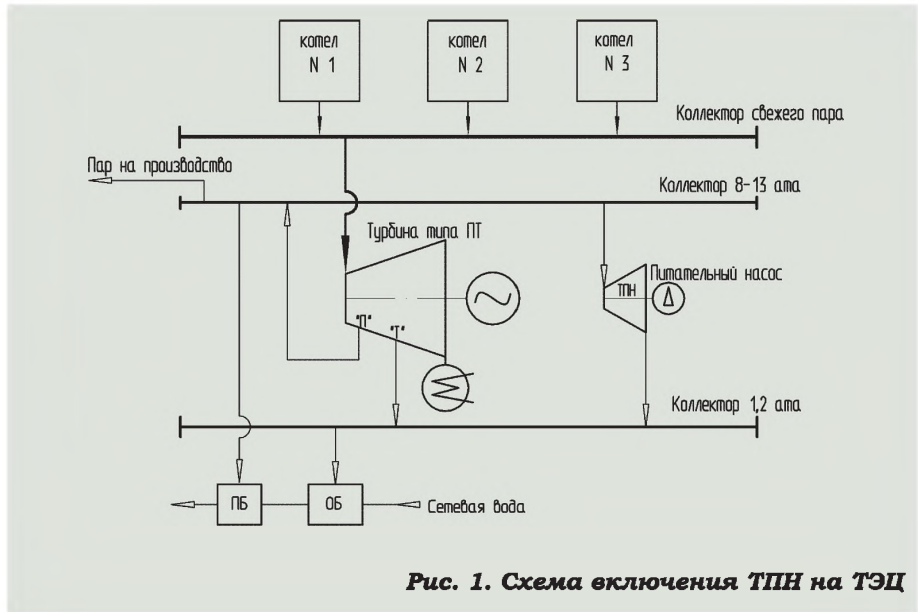 котел
N 1
котел
N 2
котел
N 3
Коллектор свежего пара
Пар на производство
Коллектор 8-13 ата
Турбина типа ПТ
Питательный насос
ТПН
"П"
"Т"
Коллектор 1,2 ата
ПБ
ОБ
Сетевая вода
Рис. 1. Схема включения ТПН на ТЭЦ